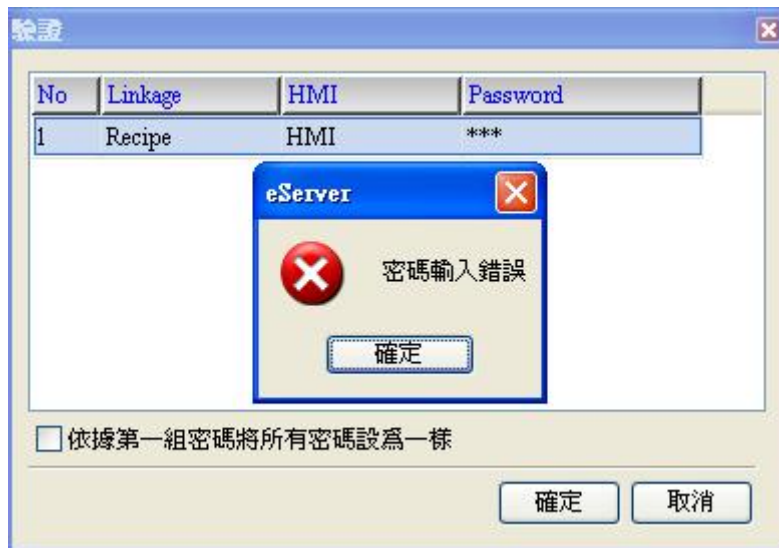 驗證
No Linkage HMI Password
1 Recipe HMI ***
eServer
密碼輸入錯誤
確定
依據第一組密碼將所有密碼設爲一樣
確定 取消